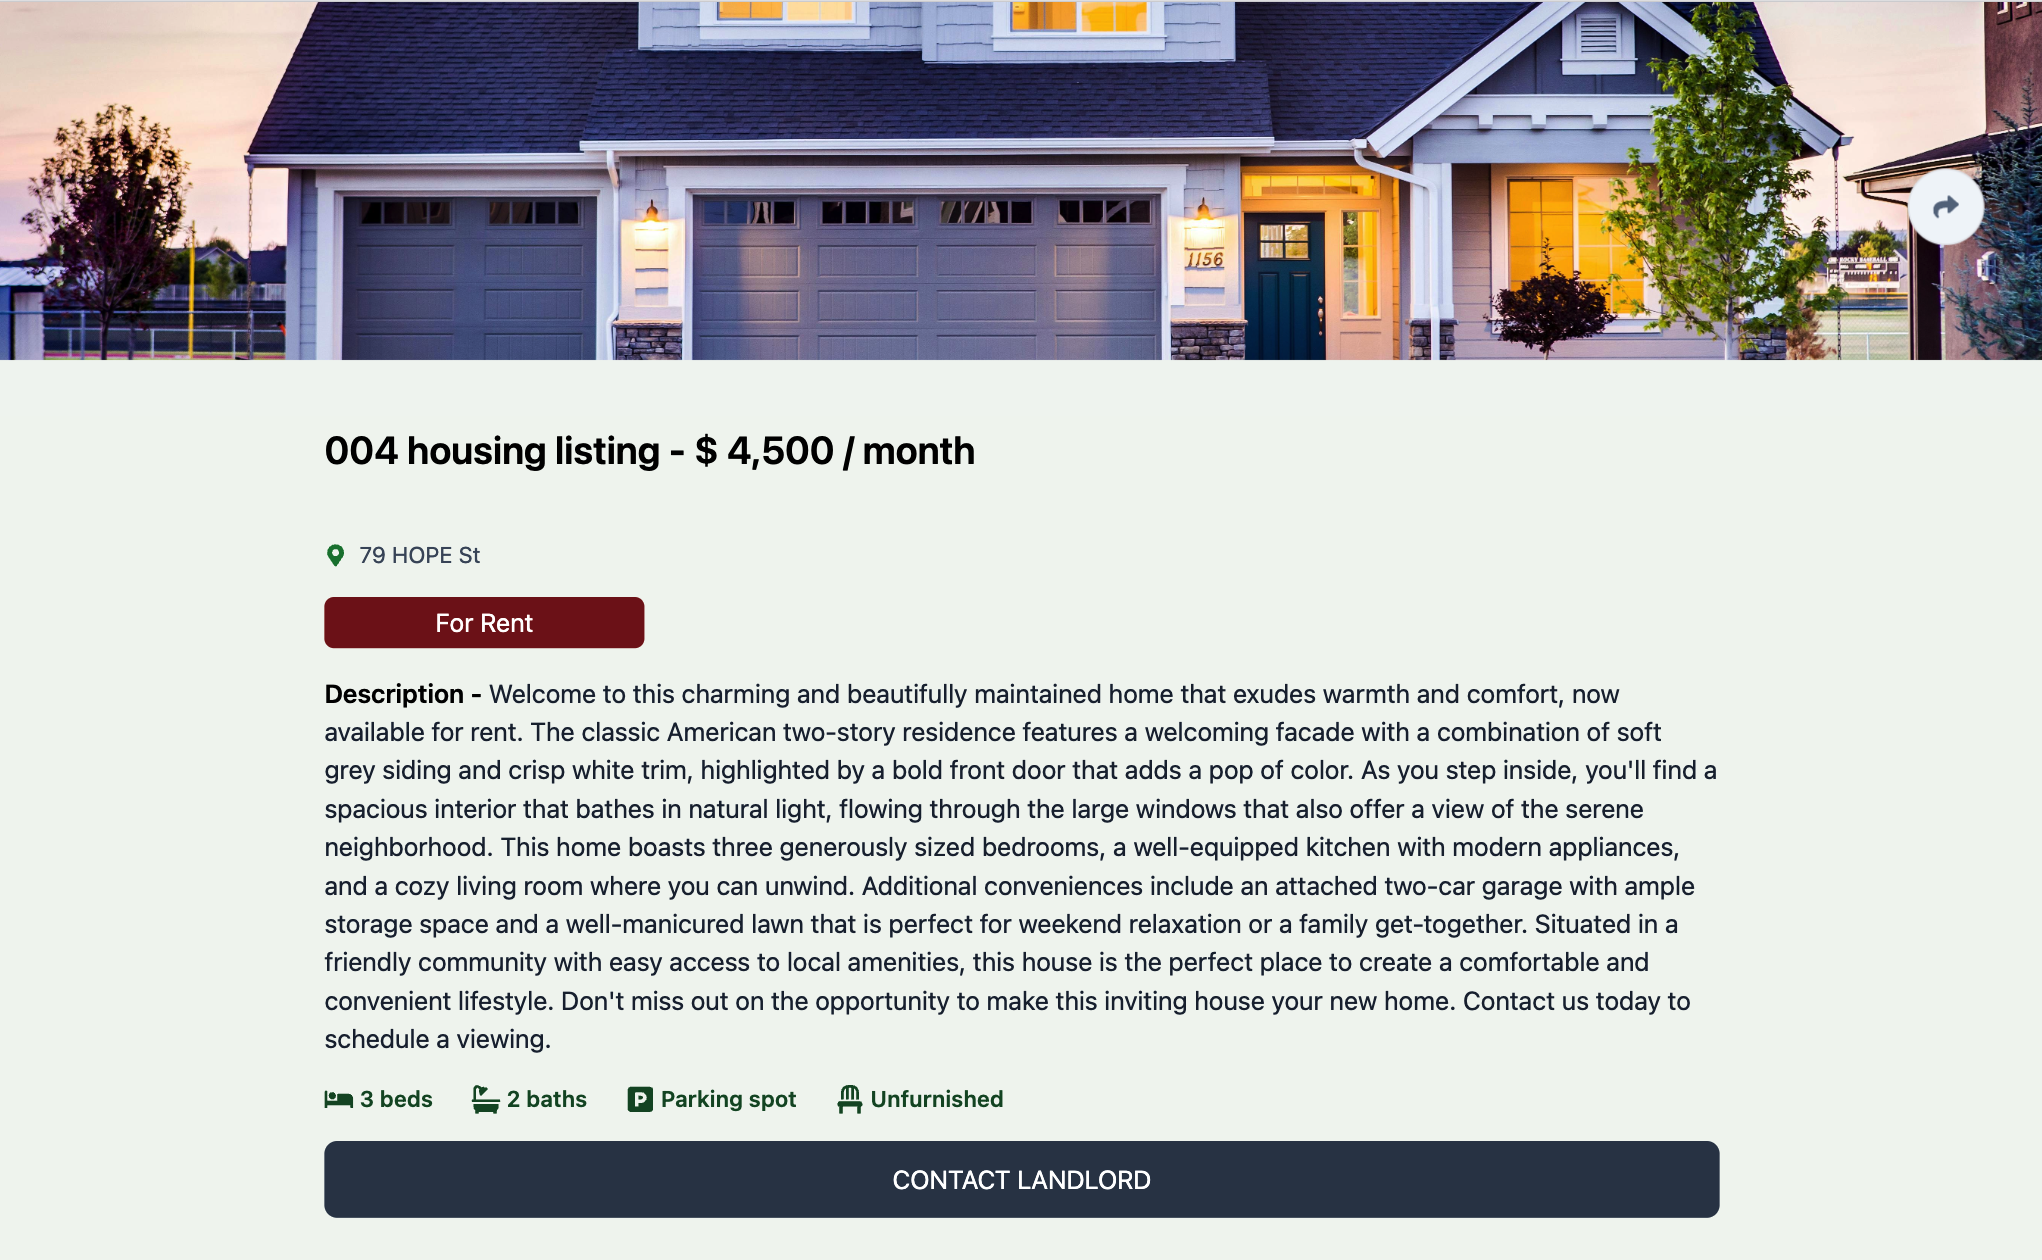 1156
004 housing listing - $ 4,500 / month
79 HOPE St
For Rent
Description - Welcome to this charming and beautifully maintained home that exudes warmth and comfort, now
available for rent. The classic American two-story residence features a welcoming facade with a combination of soft
grey siding and crisp white trim, highlighted by a bold front door that adds a pop of color. As you step inside, you'll find a
spacious interior that bathes in natural light, flowing through the large windows that also offer a view of the serene
neighborhood. This home boasts three generously sized bedrooms, a well-equipped kitchen with modern appliances,
and a cozy living room where you can unwind. Additional conveniences include an attached two-car garage with ample
storage space and a well-manicured lawn that is perfect for weekend relaxation or a family get-together. Situated in a
friendly community with easy access to local amenities, this house is the perfect place to create a comfortable and
convenient lifestyle. Don't miss out on the opportunity to make this inviting house your new home. Contact us today to
schedule a viewing.
3 beds 2 baths P Parking spot Unfurnished
CONTACT LANDLORD